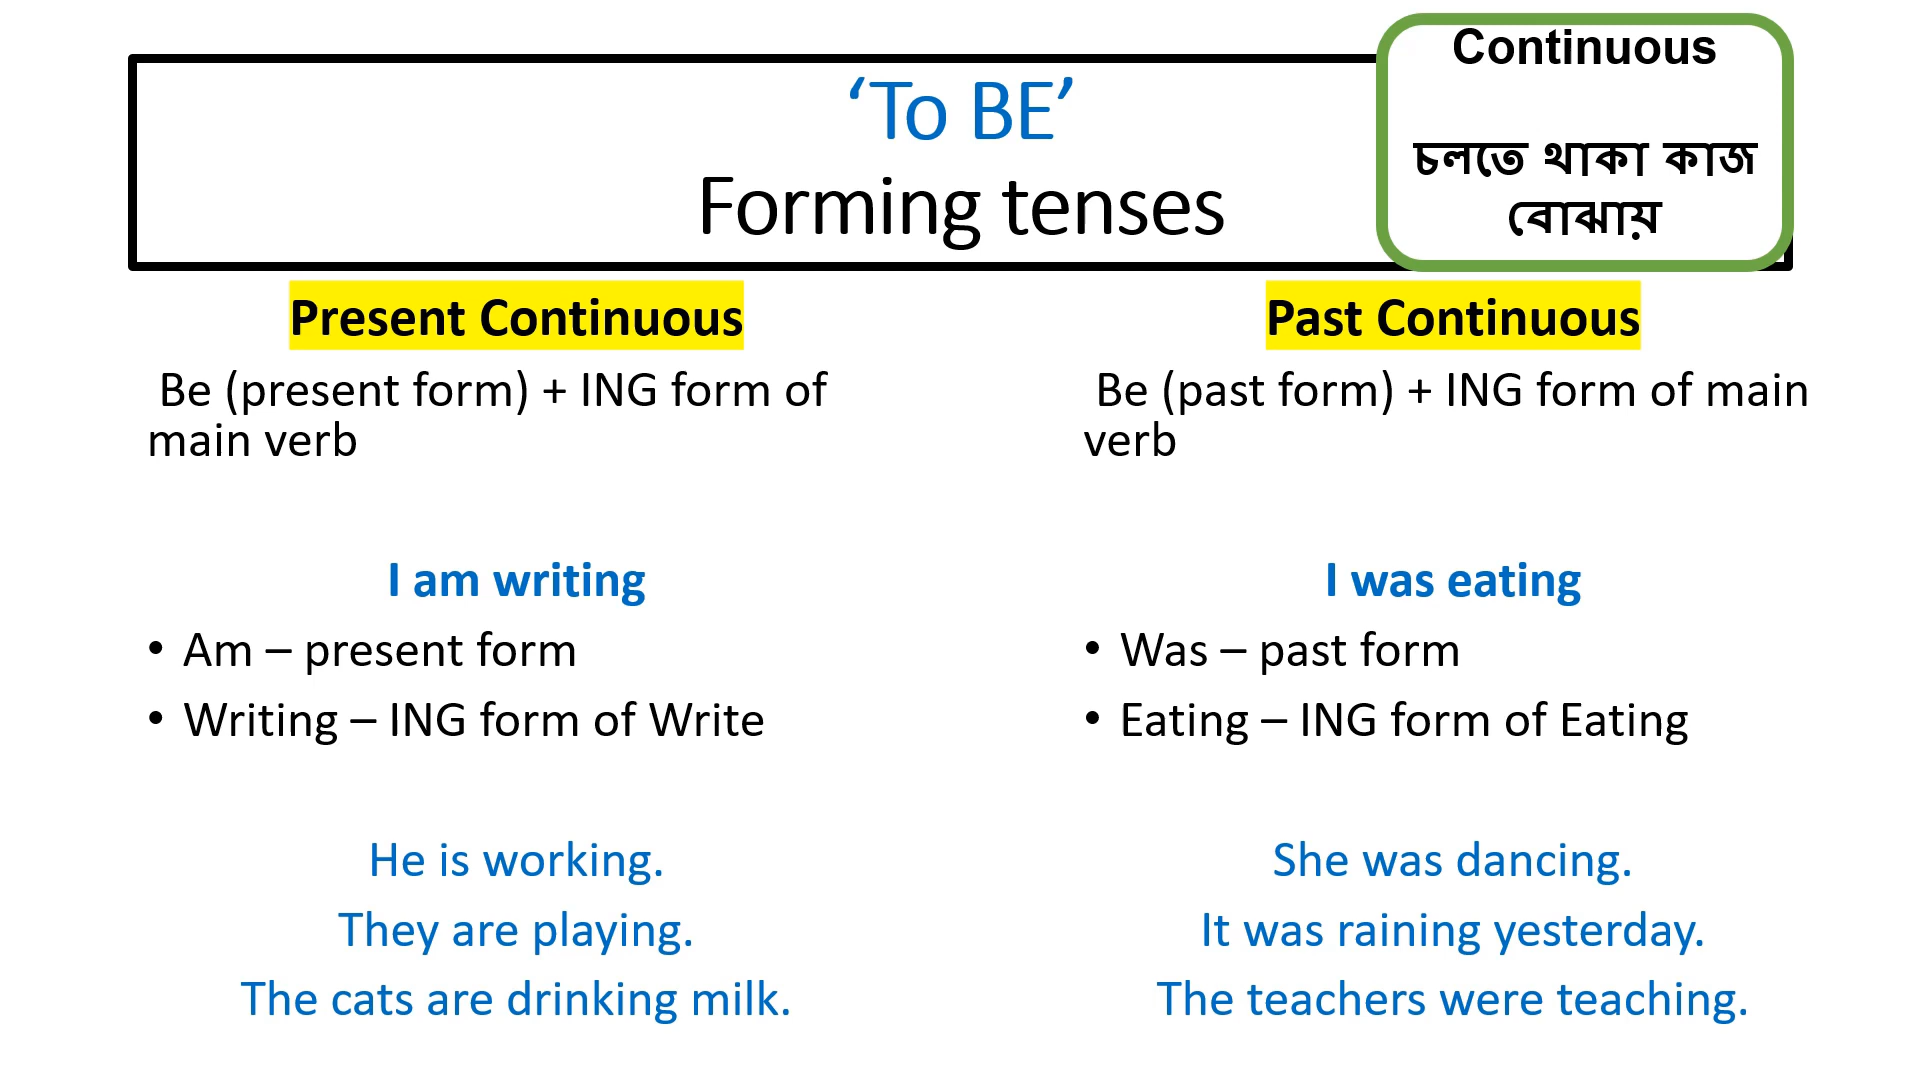 ‘To BE’
Forming tenses
Continuous
চলতে থাকা কাজ
বোঝায়
Present Continuous
Be (present form) + ING form of
main verb
I am writing
• Am – present form
• Writing – ING form of Write
He is working.
They are playing.
The cats are drinking milk.
Past Continuous
Be (past form) + ING form of main
verb
I was eating
• Was – past form
• Eating – ING form of Eating
She was dancing.
It was raining yesterday.
The teachers were teaching.